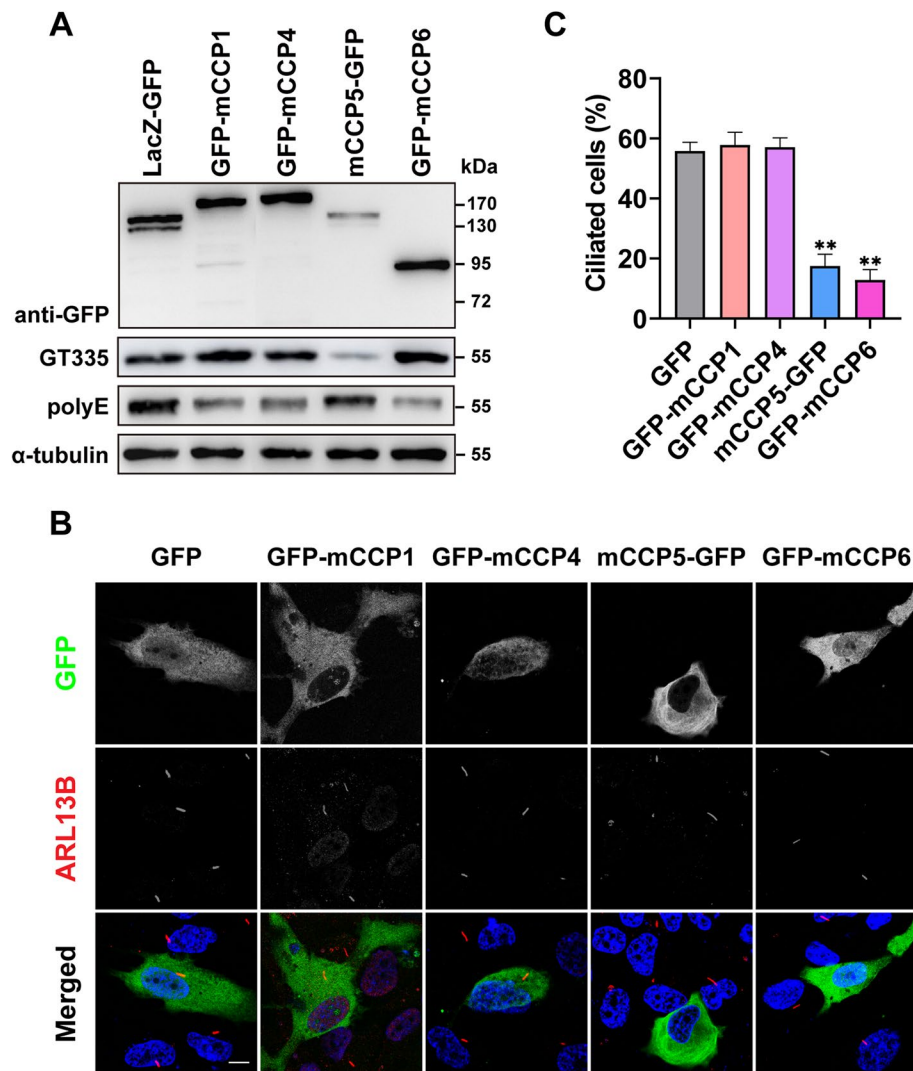 A
LacZ-GFP
GFP-mCCP1
GFP-mCCP4
mCCP5-GFP
GFP-mCCP6
kDa
170
130
95
72
anti-GFP
GT335
55
polyE
55
α-tubulin
55
C
Ciliated cells (%)
80
60
40
20
0
**
**
GFP
GFP-mCCP1
GFP-mCCP4
mCCP5-GFP
GFP-mCCP6
B
GFP
GFP-mCCP1
GFP-mCCP4
mCCP5-GFP
GFP-mCCP6
GFP
ARL13B
Merged